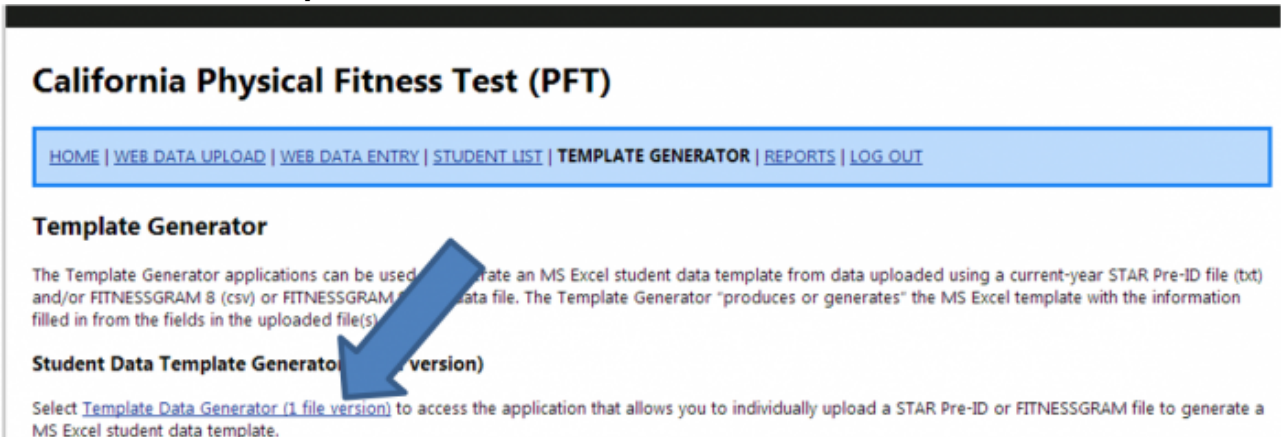 California Physical Fitness Test (PFT)
HOME | WEB DATA UPLOAD | WEB DATA ENTRY | STUDENT LIST | TEMPLATE GENERATOR | REPORTS | LOG OUT
Template Generator
The Template Generator applications can be used an MS Excel student data template from data uploaded using a current-year STAR Pre-ID file (txt)
and/or FITNESSGRAM 8 (csv) or FITNESSGRAM file. The Template Generator "produces or generates" the MS Excel template with the information
filled in from the fields in the uploaded file(s)
Student Data Template Generator version)
Select Template Data Generator (1 file version) to access the application that allows you to individually upload a STAR Pre-ID or FITNESSGRAM file to generate a
MS Excel student data template.